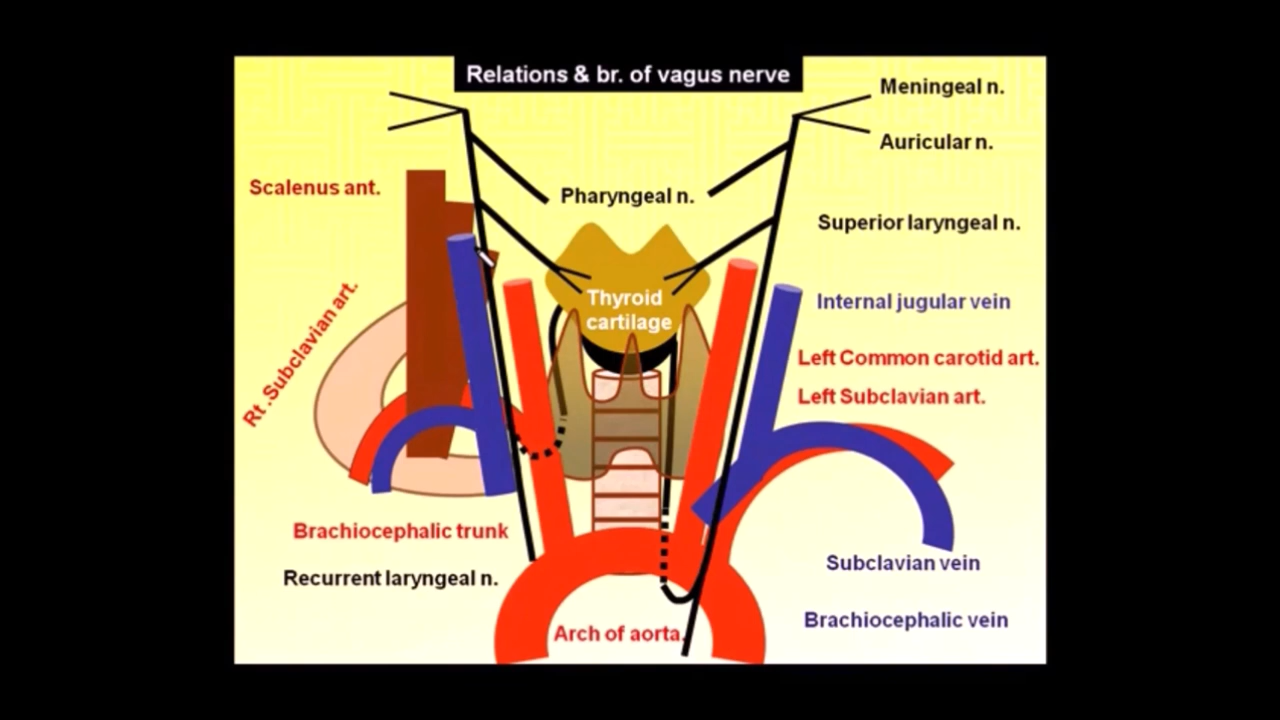 Relations & br. of vagus nerve
Meningeal n.
Auricular n.
Scalenus ant.
Pharyngeal n.
Superior laryngeal n.
Thyroid
cartilage
Internal jugular vein
Rt .Subclavian art.
Left Common carotid art.
Left Subclavian art.
Brachiocephalic trunk
Recurrent laryngeal n.
Subclavian vein
Brachiocephalic vein
Arch of aorta.